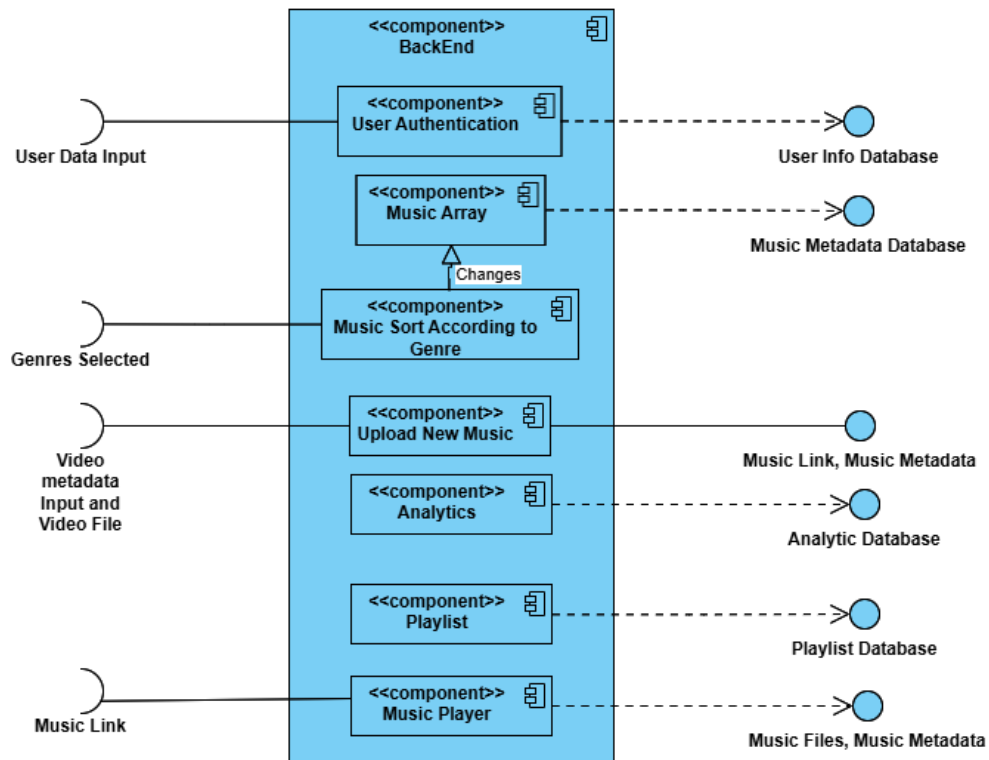 <<component>>
BackEnd
<<component>>
User Authentication
User Data Input
User Info Database
<<component>>
Music Array
Music Metadata Database
Changes
<<component>>
Music Sort According to
Genre
Genres Selected
<<component>>
Upload New Music
Video
metadata
Input and
Video File
Music Link, Music Metadata
<<component>>
Analytics
Analytic Database
<<component>>
Playlist
Playlist Database
<<component>>
Music Player
Music Link
Music Files, Music Metadata